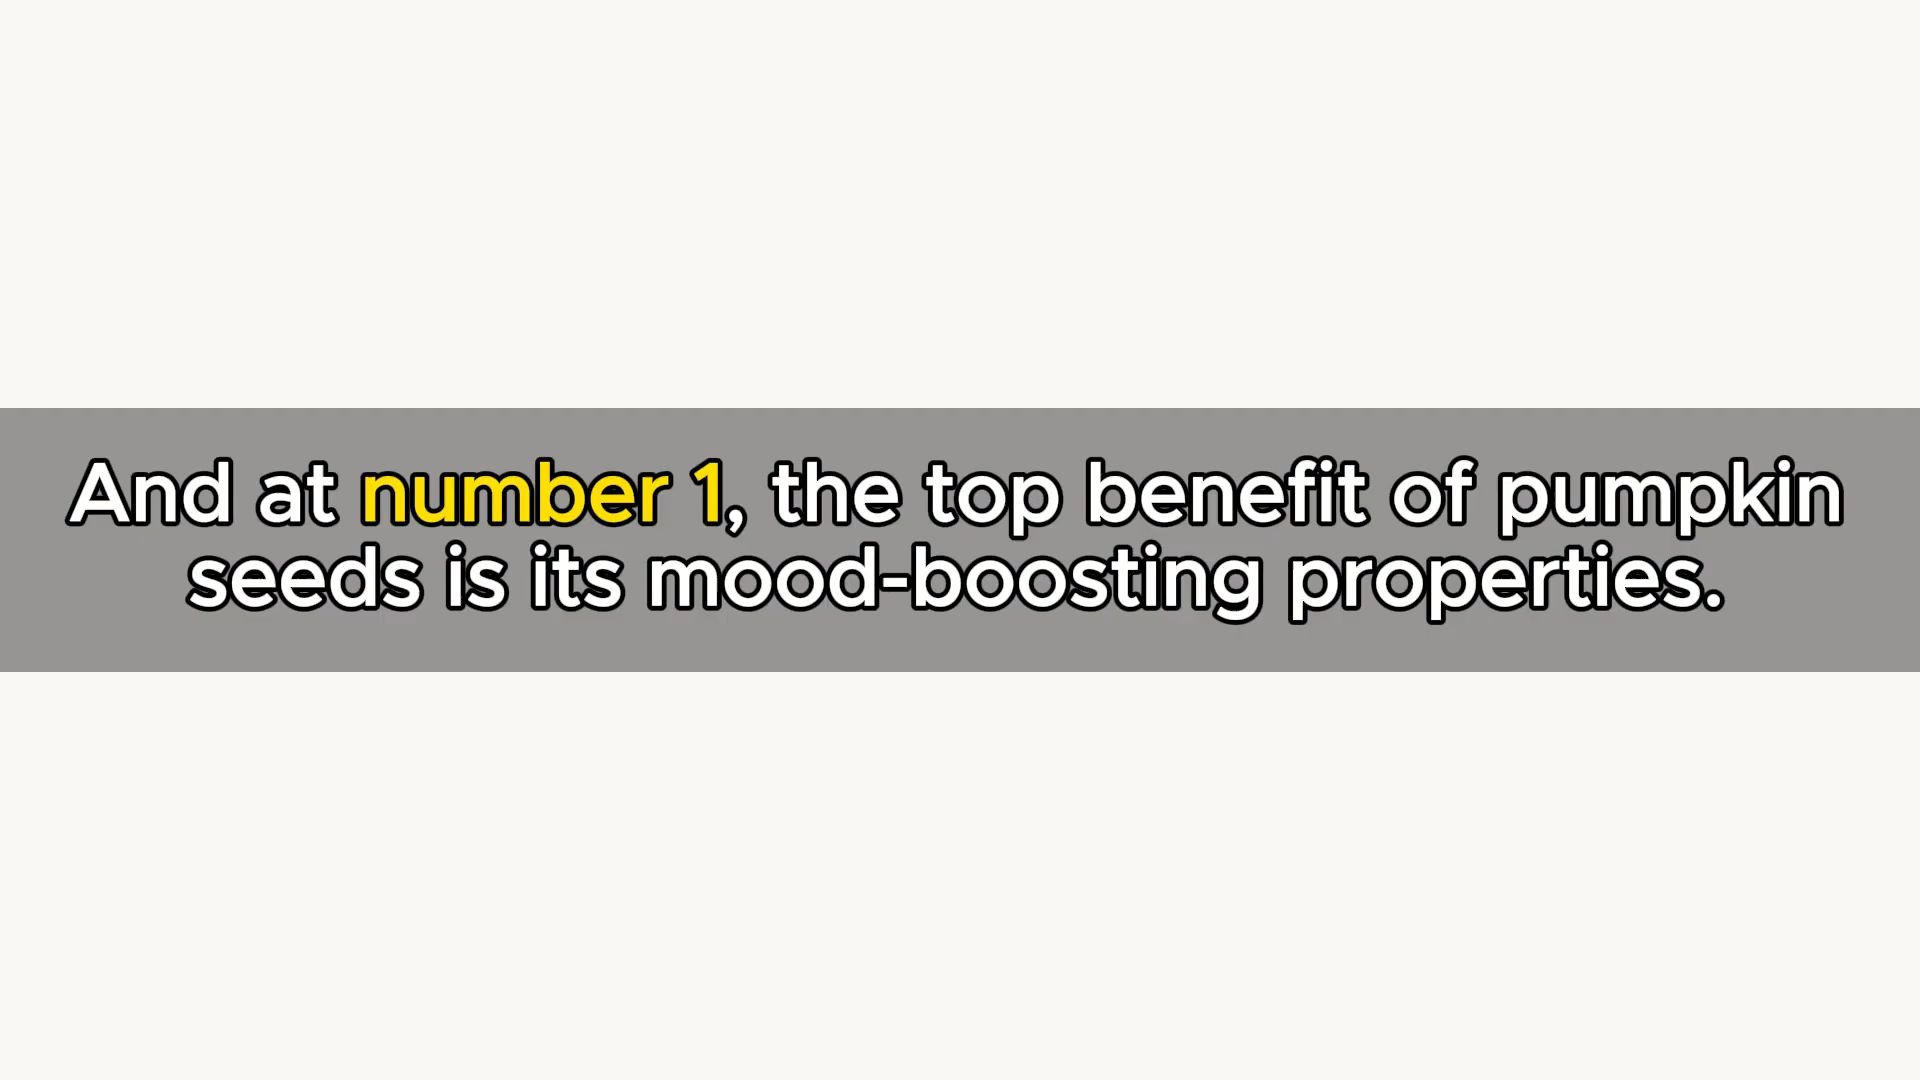 And at number 1, the top benefit of pumpkin
seeds is its mood-boosting properties.